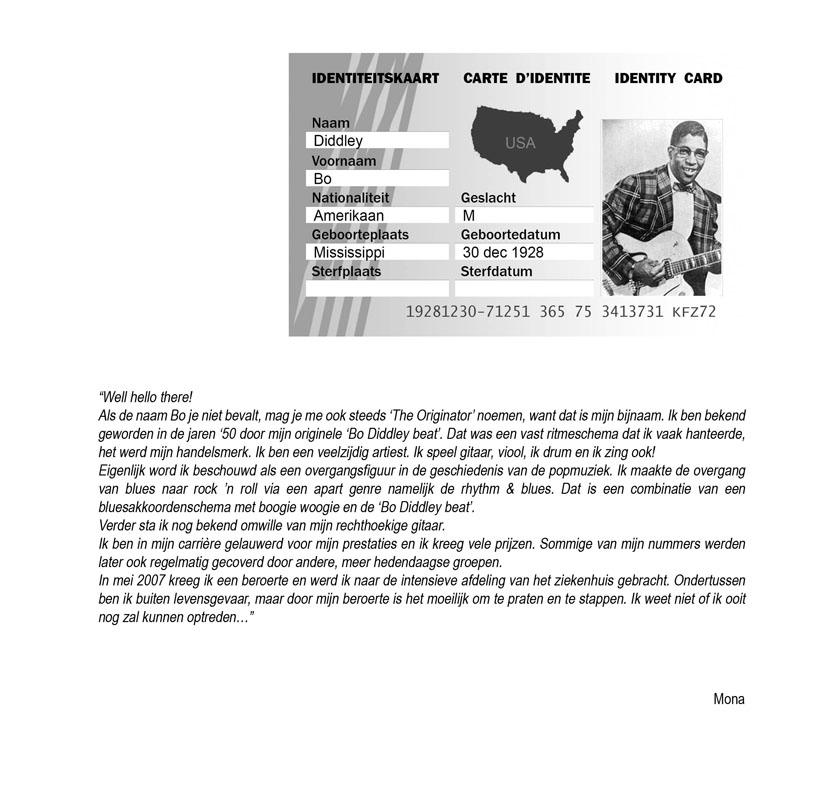 IDENTITEITSKAART CARTE D'IDENTITE IDENTITY CARD
Naam
Diddley
USA
Voornaam
Bo
Nationaliteit Geslacht
Amerikaan M
Geboorteplaats Geboortedatum
Mississippi 30 dec 1928
Sterfplaats Sterfdatum
19281230-71251 365 75 3413731 KFZ72
“Well hello there!
Als de naam Bo je niet bevalt, mag je me ook steeds ‘The Originator’ noemen, want dat is mijn bijnaam. Ik ben bekend
geworden in de jaren ‘50 door mijn originele ‘Bo Diddley beat’. Dat was een vast ritmeschema dat ik vaak hanteerde,
het werd mijn handelsmerk. Ik ben een veelzijdig artiest. Ik speel gitaar, viool, ik drum en ik zing ook!
Eigenlijk word ik beschouwd als een overgangsfiguur in de geschiedenis van de popmuziek. Ik maakte de overgang
van blues naar rock ’n roll via een apart genre namelijk de rhythm & blues. Dat is een combinatie van een
bluesakkoordenschema met boogie woogie en de ‘Bo Diddley beat’.
Verder sta ik nog bekend omwille van mijn rechthoekige gitaar.
Ik ben in mijn carrière gelauwerd voor mijn prestaties en ik kreeg vele prijzen. Sommige van mijn nummers werden
later ook regelmatig gecoverd door andere, meer hedendaagse groepen.
In mei 2007 kreeg ik een beroerte en werd ik naar de intensieve afdeling van het ziekenhuis gebracht. Ondertussen
ben ik buiten levensgevaar, maar door mijn beroerte is het moeilijk om te praten en te stappen. Ik weet niet of ik ooit
nog zal kunnen optreden…”
Mona